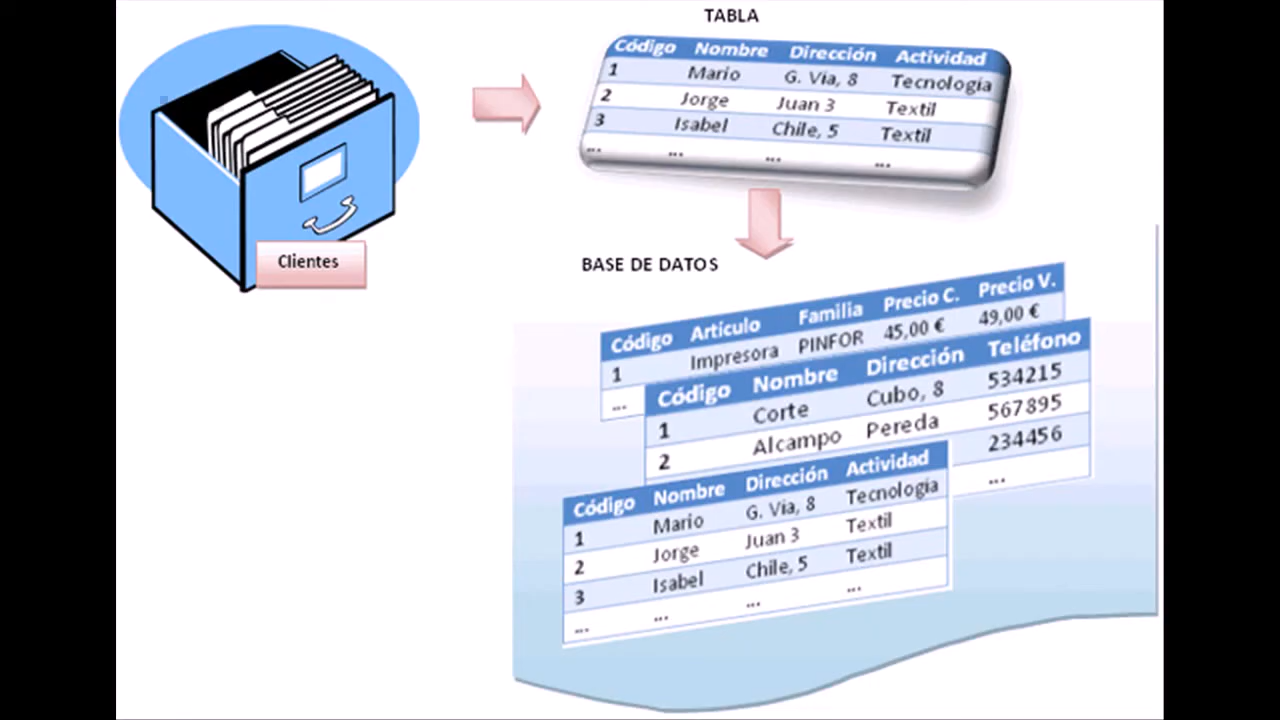 TABLA
Código Nombre Dirección Actividad
1 Mario G. Via, 8 Tecnología
2 Jorge Juan 3 Textil
3 Isabel Chile, 5 Textil
... ... ... ...
Clientes
BASE DE DATOS
Código Artículo Familia Precio C. Precio V.
1 Impresora PINFOR 45,00 € 49,00 €
...
Código Nombre Dirección Teléfono
1 Corte Cubo, 8 534215
2 Alcampo Pereda 567895
234456
...
Código Nombre Dirección Actividad
1 Mario G. Via, 8 Tecnología
2 Jorge Juan 3 Textil
3 Isabel Chile, 5 Textil
... ... ... ...